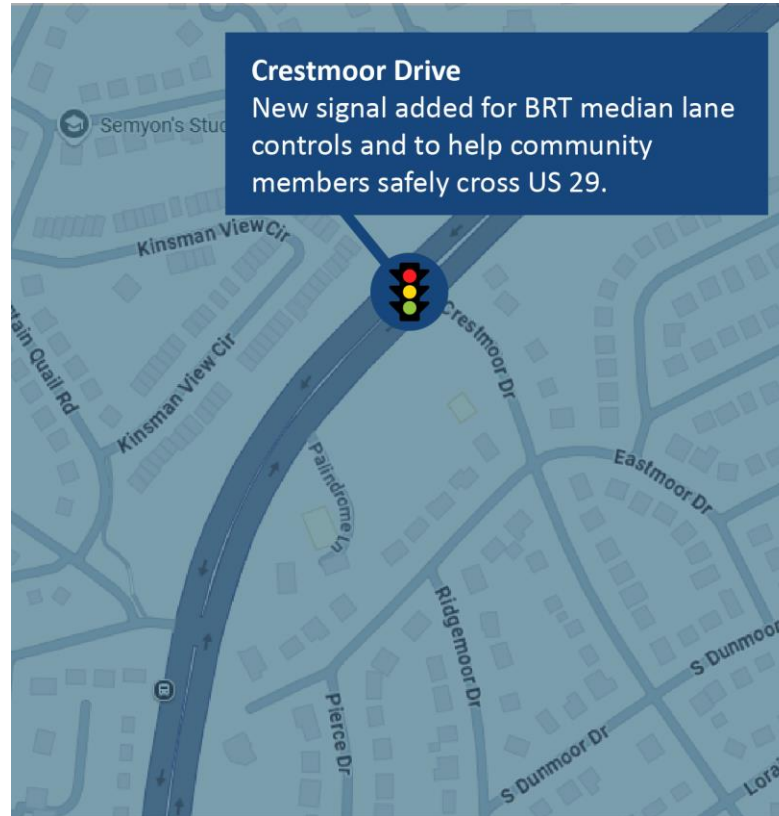 Crestmoor Drive
New signal added for BRT median lane
controls and to help community
members safely cross US 29.
Semyon's
Kinsman View Cir
Kinsman View Cir
Quail Rd
Crestmoor Dr
Palindrome Ln
Eastmoor Dr
Ridgemoor Dr
S Dunmoor
Pierce Dr
S Dunmoor Dr